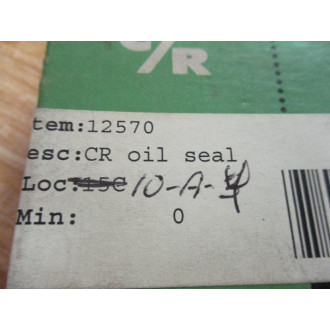 C/R
tem:12570
esc:CR oil seal
Loc:15C 10-A-4
Min: 0